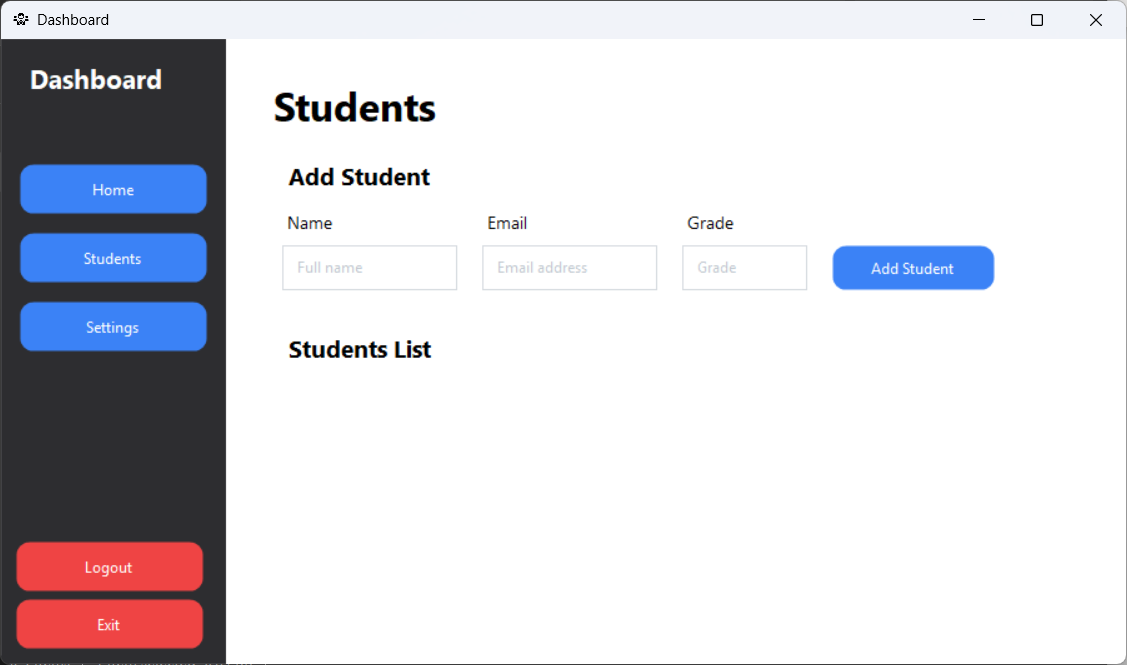 Dashboard
Dashboard
Home
Students
Settings
Logout
Exit
Students
Add Student
Name Email Grade
Full name Email address Grade Add Student
Students List